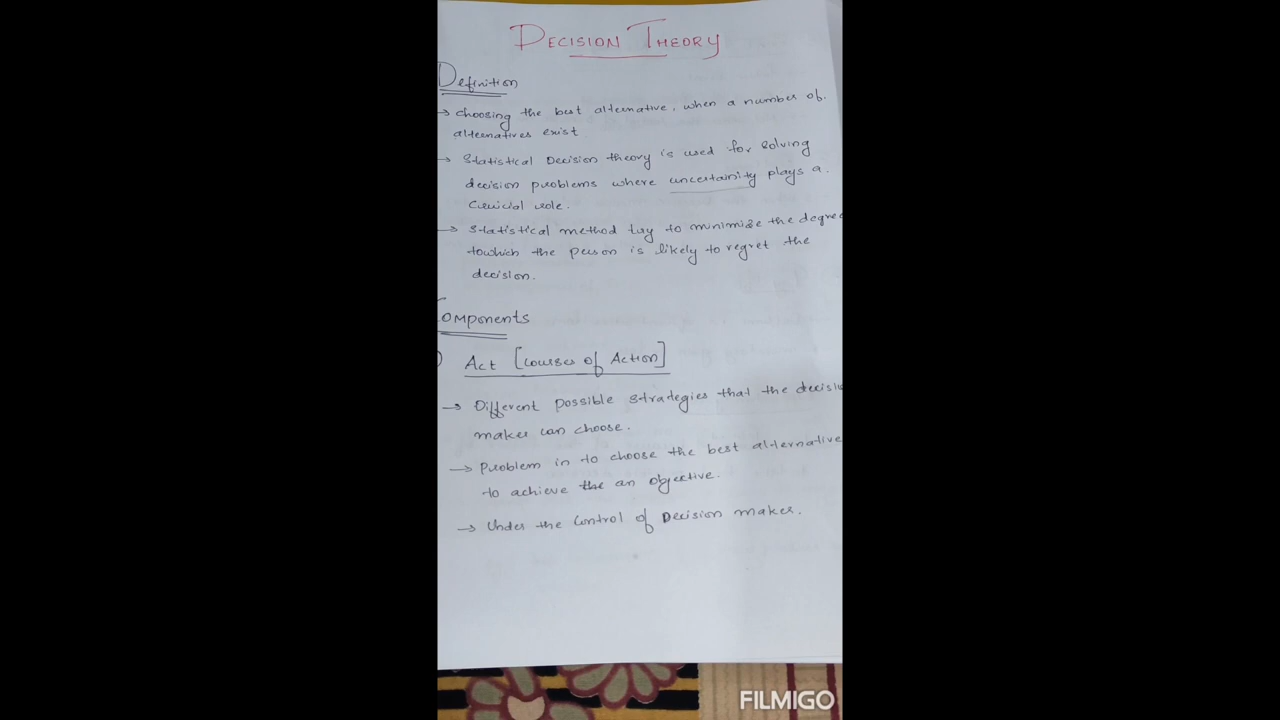 DECISION THEORY
Definition
→ choosing the best alternative, when a number of.
alternatives exist
→ Statistical Decision theory is used for solving
decision problems where uncertainity plays a.
crucial role.
→ Statistical method try to minimize the degree
towhich the person is likely to regret the
decision.
Components
) Act [Courses of Action]
→ Different possible strategies that the decisi
maker can choose.
→ Problem in to choose the best alternative
to achieve the an objective.
→ Under the Control of Decision maker.
FILMIGO